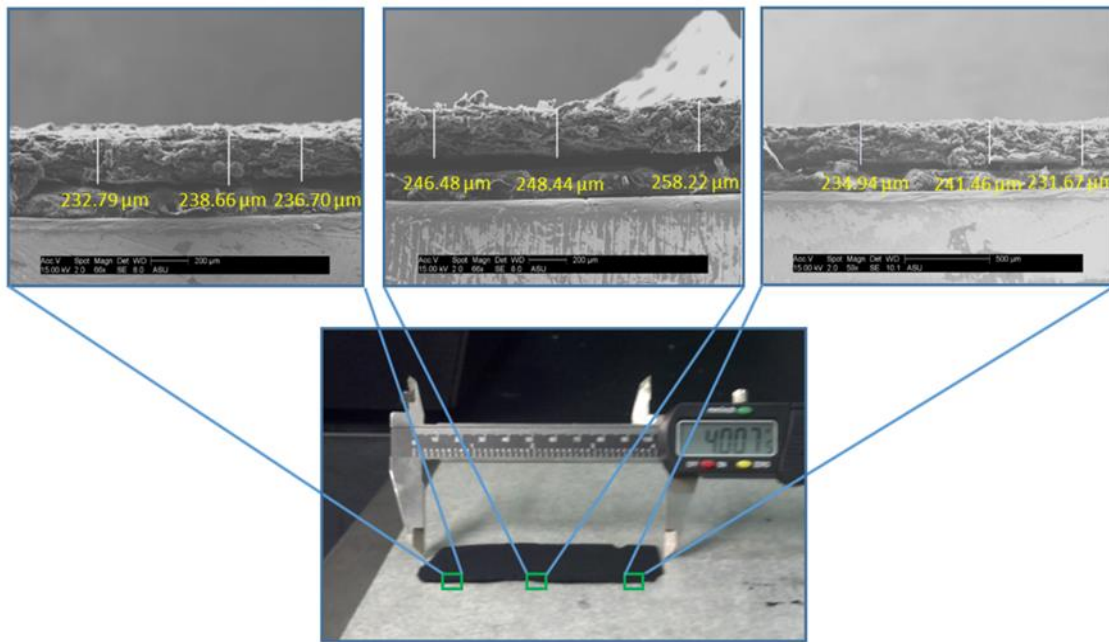 232.79 µm 238.66 µm 236.70 µm
Acc.V Spot Magn Det WD 200 µm
15.00 kV 2.0 66x SE 8.0 ASU
246.48 µm 248.44 µm 258.22 µm
Acc.V Spot Magn Det WD 200 µm
15.00 kV 2.0 66x SE 8.0 ASU
234.94 µm 241.46 µm 231.67 µm
Acc.V Spot Magn Det WD 500 µm
15.00 kV 2.0 58x SE 10.1 ASU
40.07
OFF ON ZERO